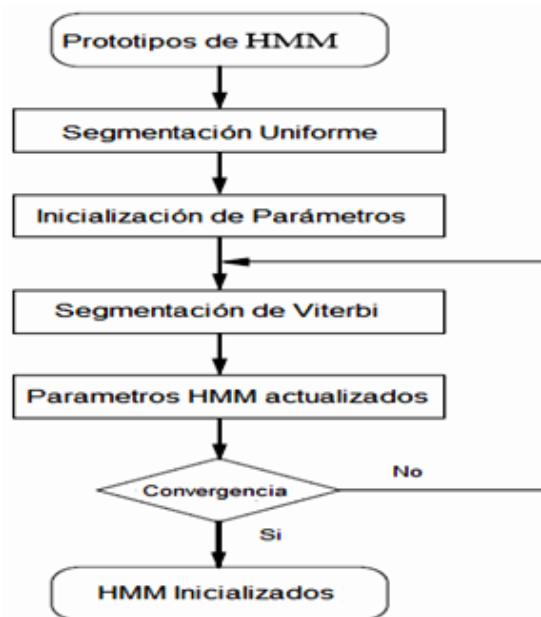 Prototipos de HMM
Segmentación Uniforme
Inicialización de Parámetros
Segmentación de Viterbi
Parametros HMM actualizados
Convergencia
No
Si
HMM Inicializados